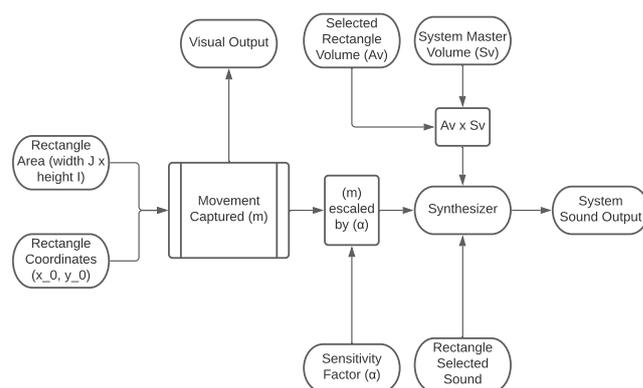 Visual Output
Selected
Rectangle
Volume (Av)
System Master
Volume (Sv)
Av x Sv
Rectangle
Area (width J x
height I)
Movement
Captured (m)
(m)
escaled
by (α)
Synthesizer
System
Sound Output
Rectangle
Coordinates
(x_0, y_0)
Sensitivity
Factor (α)
Rectangle
Selected
Sound